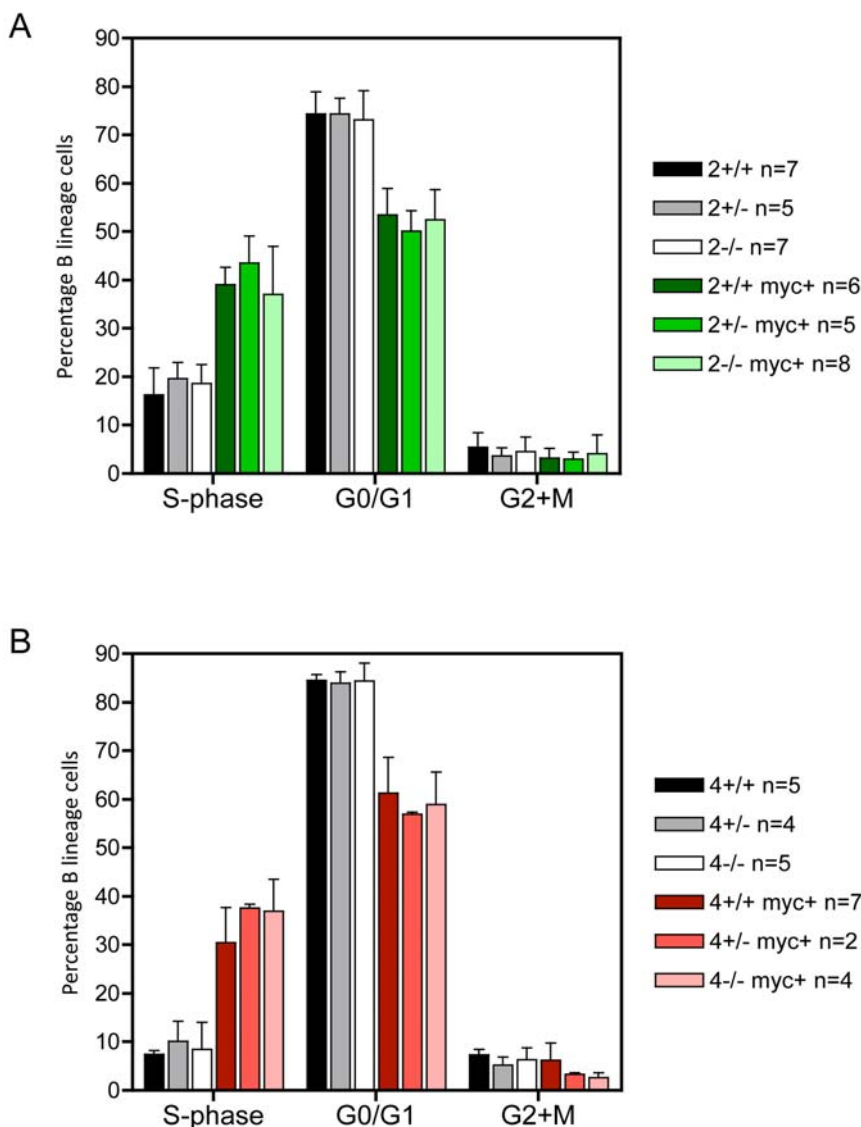 A
90
80
70
60
50
40
30
20
10
0
Percentage B lineage cells
S-phase G0/G1 G2+M
2+/+ n=7
2+/- n=5
2-/- n=7
2+/+ myc+ n=6
2+/- myc+ n=5
2-/- myc+ n=8
B
90
80
70
60
50
40
30
20
10
0
Percentage B lineage cells
S-phase G0/G1 G2+M
4+/+ n=5
4+/- n=4
4-/- n=5
4+/+ myc+ n=7
4+/- myc+ n=2
4-/- myc+ n=4